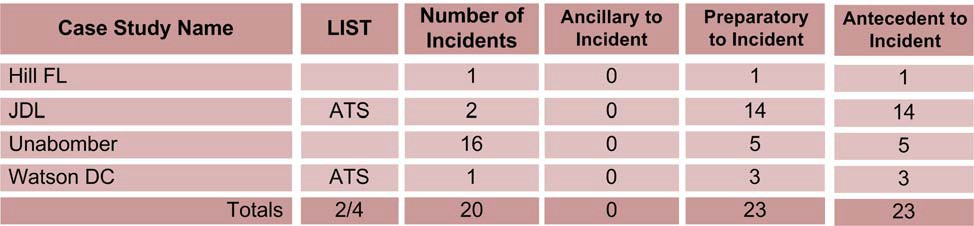 Case Study Name LIST Number of Incidents Ancillary to Incident Preparatory to Incident Antecedent to Incident
Hill FL 1 0 1 1
JDL ATS 2 0 14 14
Unabomber 16 0 5 5
Watson DC ATS 1 0 3 3
Totals 2/4 20 0 23 23